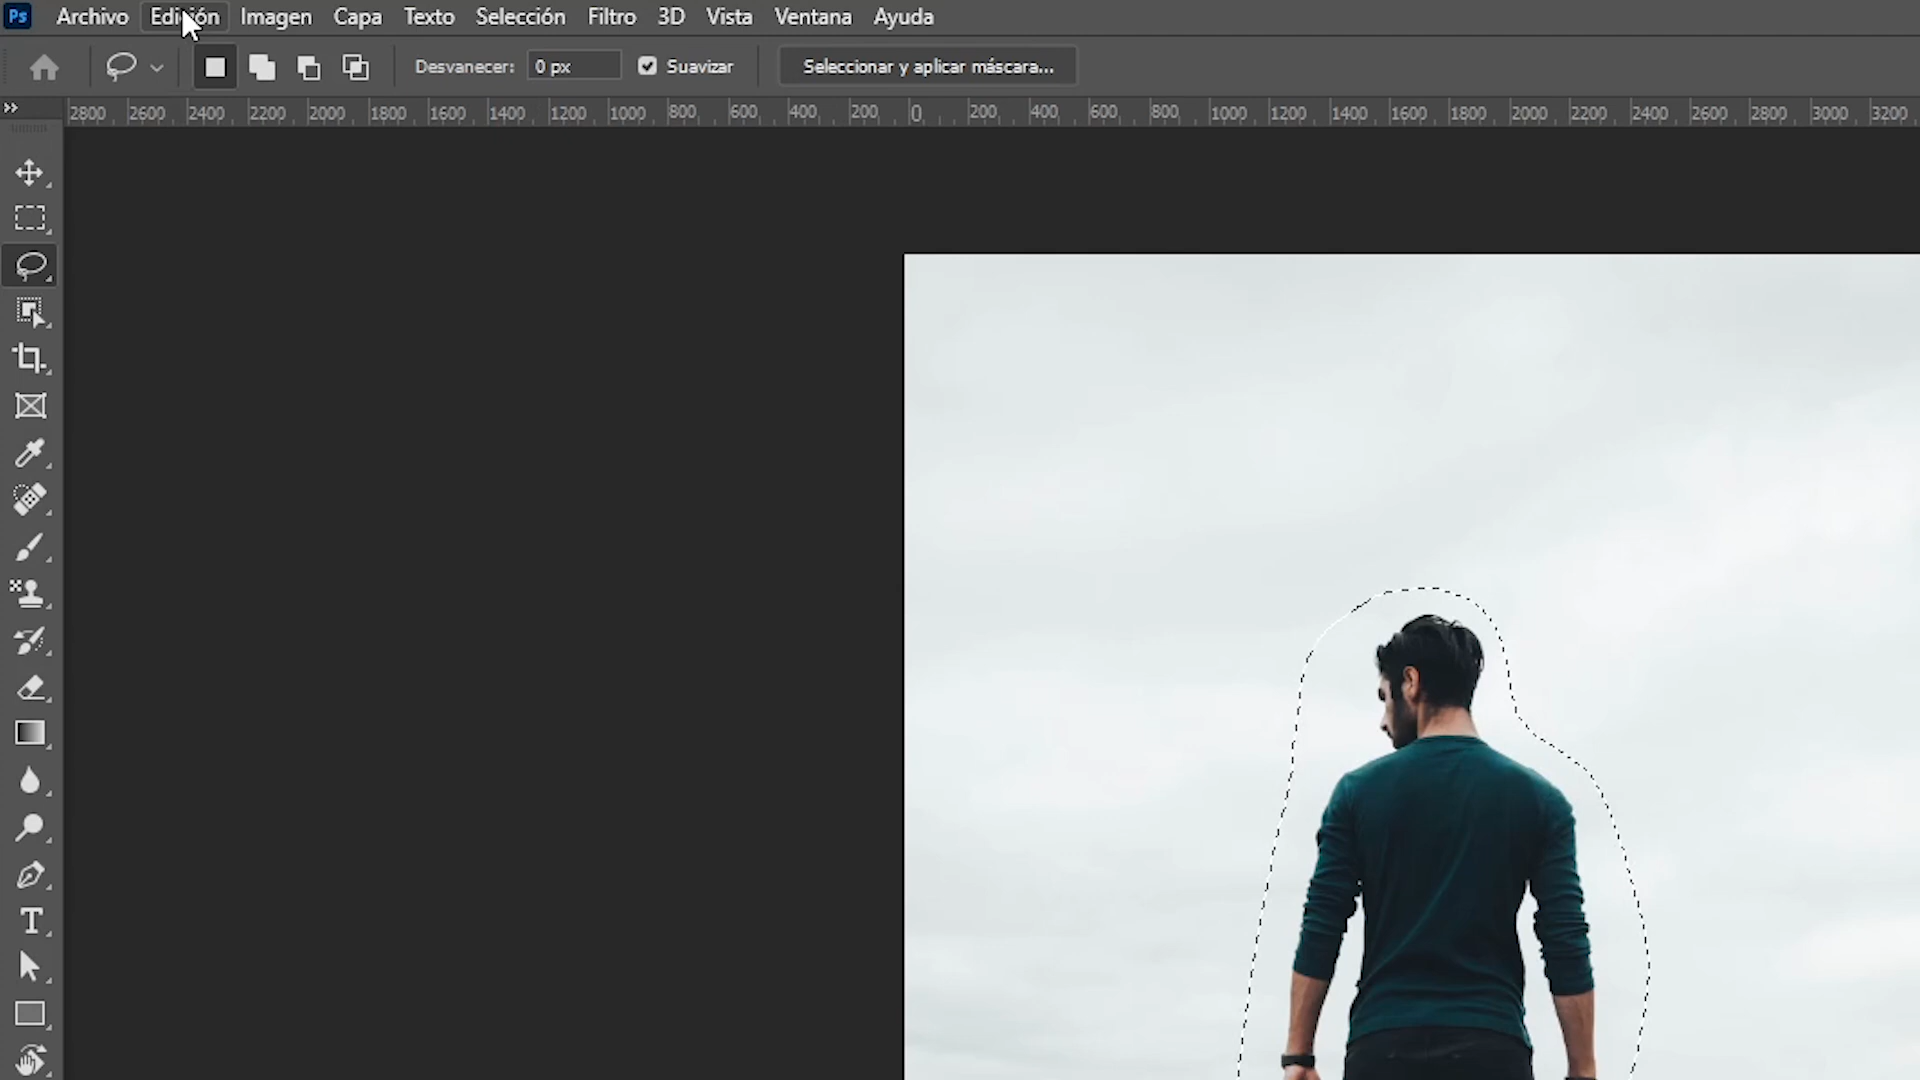 Ps Archivo Edición Imagen Capa Texto Selección Filtro 3D Vista Ventana Ayuda
Desvanecer: 0 px Suavizar Seleccionar y aplicar máscara...
2800 2600 2400 2200 2000 1800 1600 1400 1200 1000 800 600 400 200 0 200 400 600 800 1000 1200 1400 1600 1800 2000 2200 2400 2600 2800 3000 3200